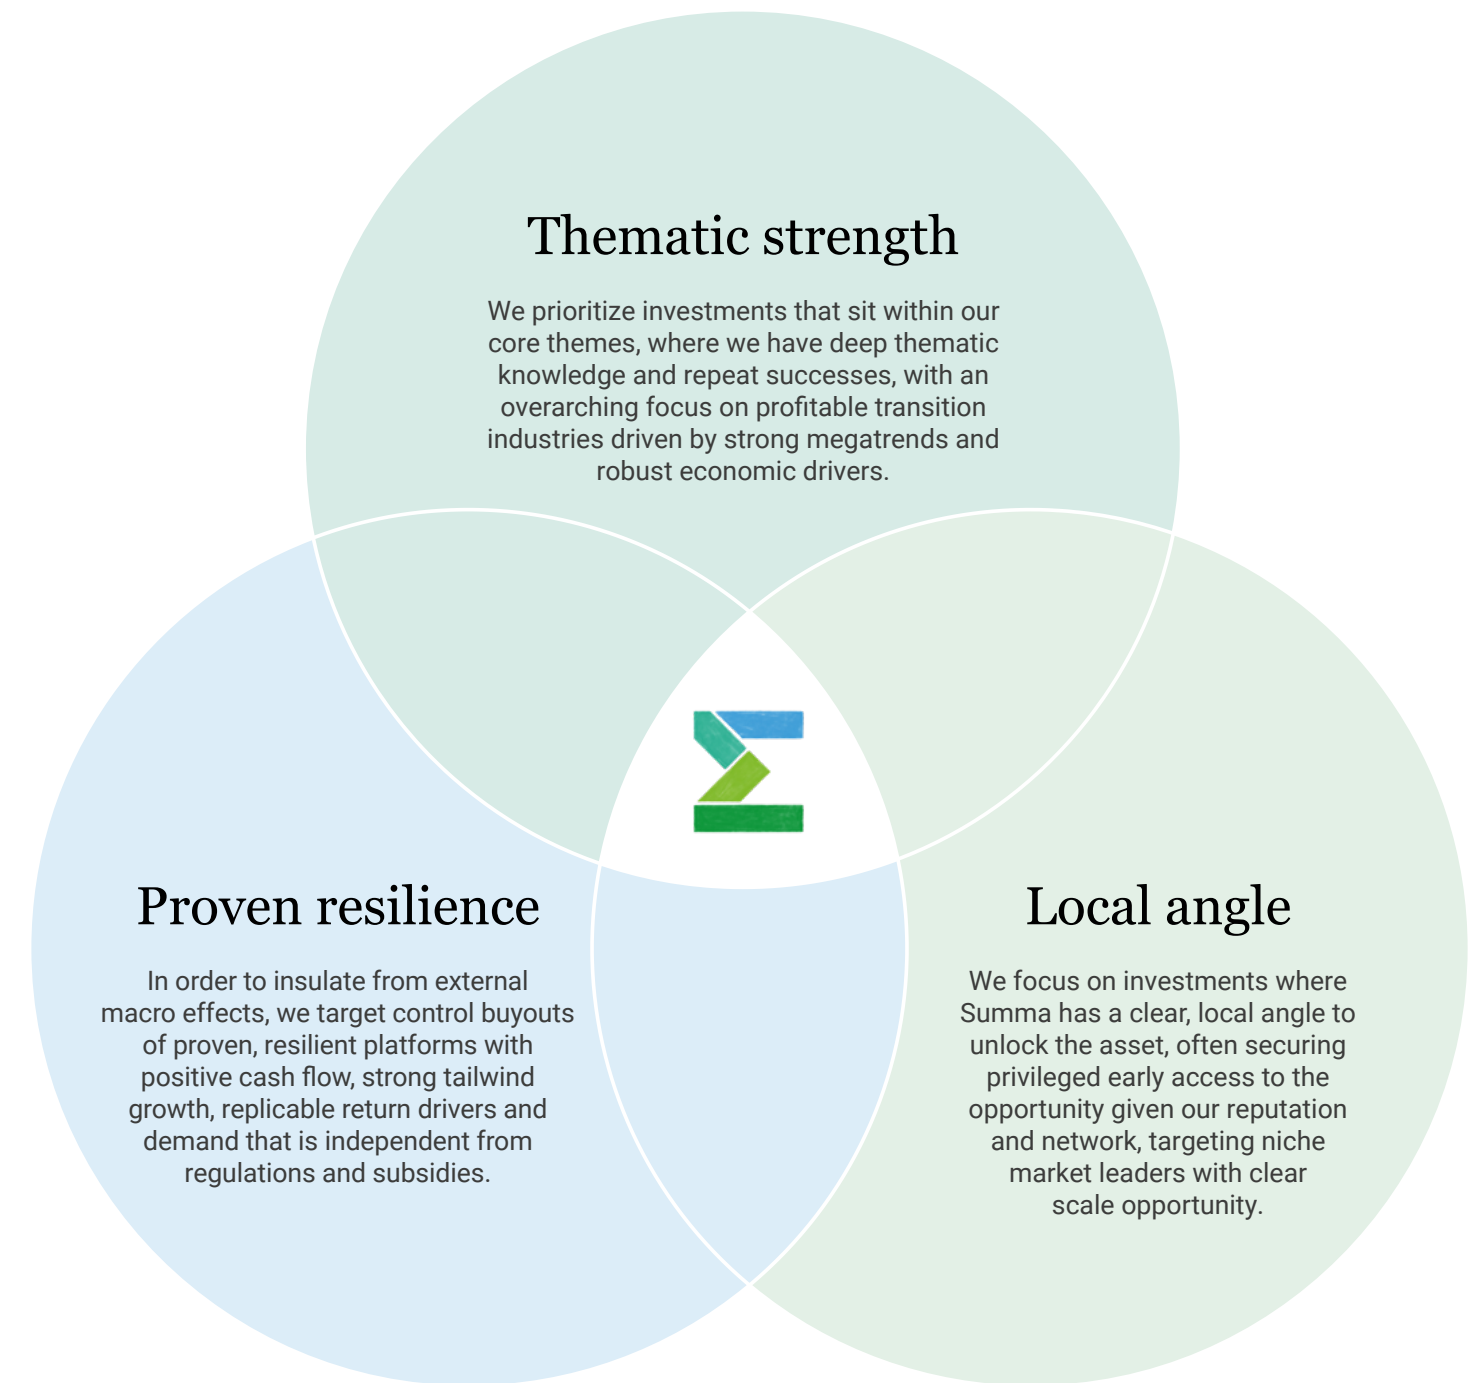 Thematic strength
We prioritize investments that sit within our
core themes, where we have deep thematic
knowledge and repeat successes, with an
overarching focus on profitable transition
industries driven by strong megatrends and
robust economic drivers.
Proven resilience
In order to insulate from external
macro effects, we target control buyouts
of proven, resilient platforms with
positive cash flow, strong tailwind
growth, replicable return drivers and
demand that is independent from
regulations and subsidies.
Local angle
We focus on investments where
Summa has a clear, local angle to
unlock the asset, often securing
privileged early access to the
opportunity given our reputation
and network, targeting niche
market leaders with clear
scale opportunity.